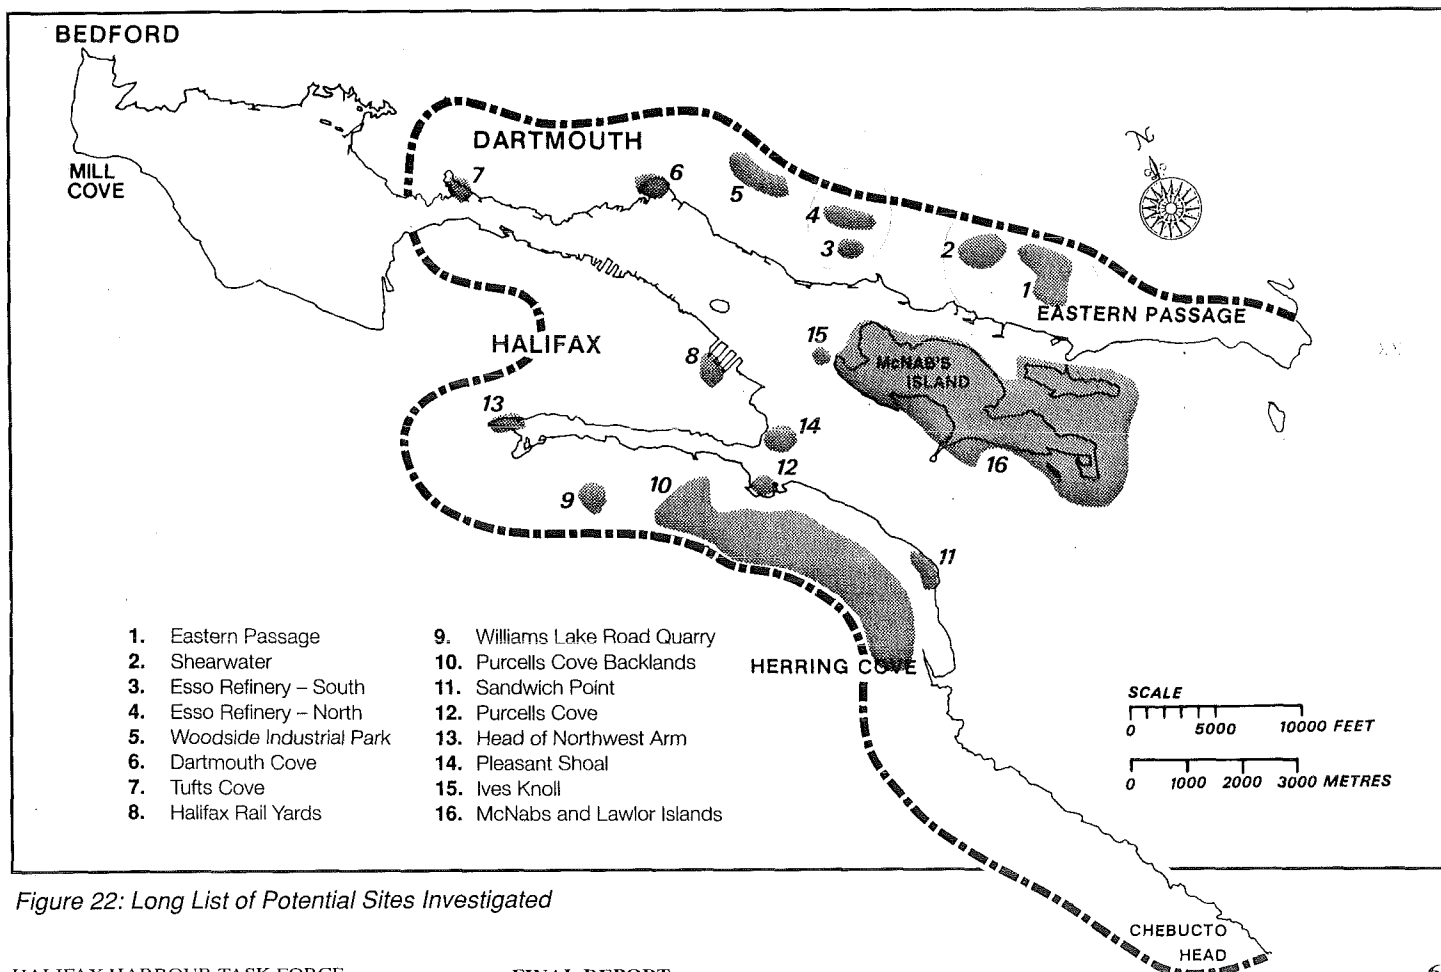 BEDFORD
MILL
COVE
DARTMOUTH
N
7
6
5
4
3
2
1
EASTERN PASSAGE
HALIFAX
8
15
McNAB'S
ISLAND
13
14
12
16
9
10
11
HERRING COVE
1. Eastern Passage
2. Shearwater
3. Esso Refinery – South
4. Esso Refinery – North
5. Woodside Industrial Park
6. Dartmouth Cove
7. Tufts Cove
8. Halifax Rail Yards
9. Williams Lake Road Quarry
10. Purcells Cove Backlands
11. Sandwich Point
12. Purcells Cove
13. Head of Northwest Arm
14. Pleasant Shoal
15. Ives Knoll
16. McNabs and Lawlor Islands
SCALE
0 5000 10000 FEET
0 1000 2000 3000 METRES
CHEBUCTO
HEAD
Figure 22: Long List of Potential Sites Investigated
HALIFAX HARBOUR TASK FORCE FINAL REPORT